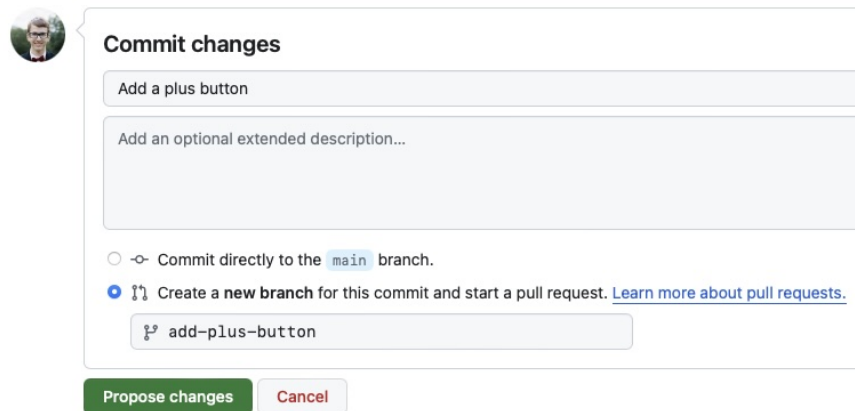 Commit changes
Add a plus button
Add an optional extended description...
Commit directly to the main branch.
Create a new branch for this commit and start a pull request. Learn more about pull requests.
add-plus-button
Propose changes Cancel